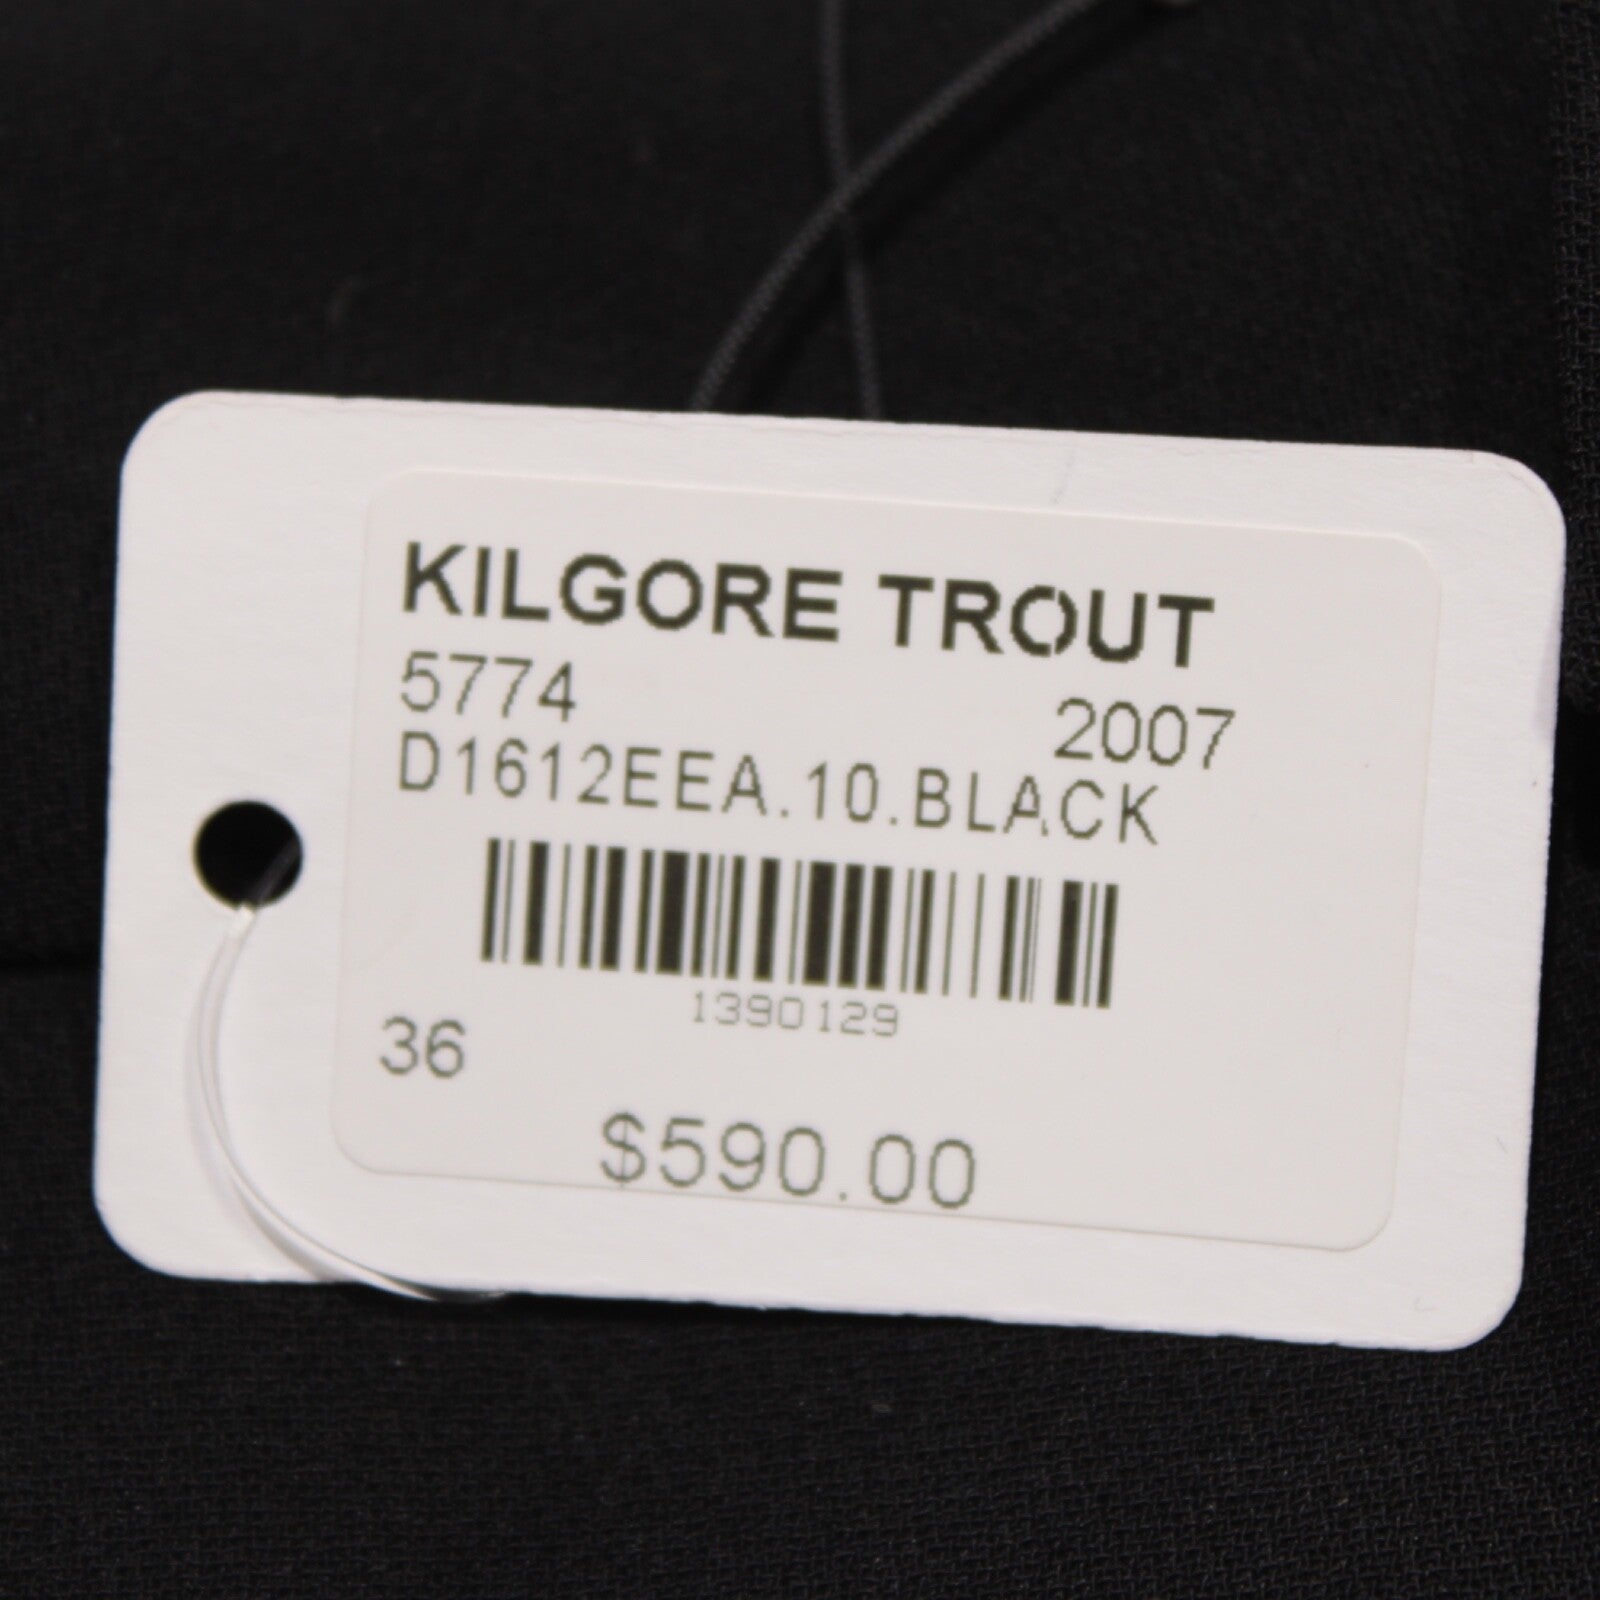 KILGORE TROUT
5774 2007
D1612EEA.10.BLACK
1390129
36
$590.00